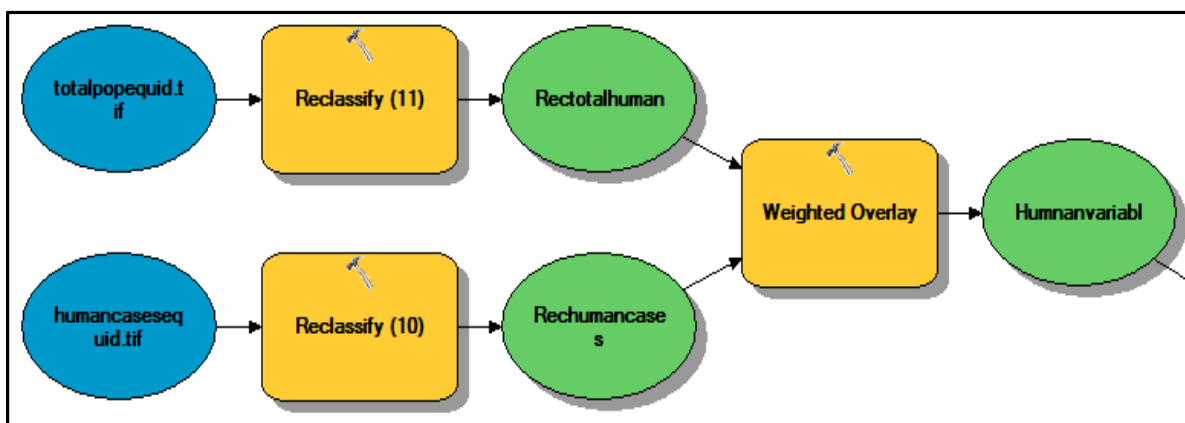 totalpopequid.t
if
Reclassify (11)
Rectotalhuman
Weighted Overlay
Humnanvariabl
humancaseseq
uid.tif
Reclassify (10)
Rechumancase
s